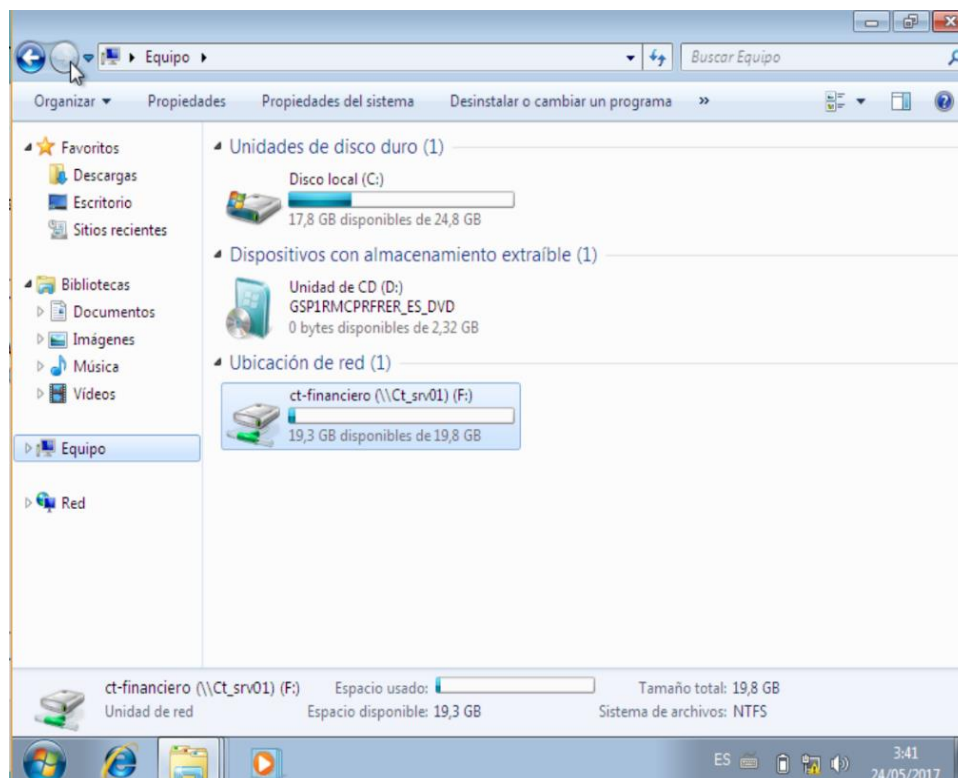 Equipo
Buscar Equipo
Organizar
Propiedades
Propiedades del sistema
Desinstalar o cambiar un programa
»
Favoritos
Descargas
Escritorio
Sitios recientes
Bibliotecas
Documentos
Imágenes
Música
Vídeos
Equipo
Red
Unidades de disco duro (1)
Disco local (C:)
17,8 GB disponibles de 24,8 GB
Dispositivos con almacenamiento extraíble (1)
Unidad de CD (D:)
GSP1RMCPRFRER_ES_DVD
0 bytes disponibles de 2,32 GB
Ubicación de red (1)
ct-financiero (\\Ct_srv01) (F:)
19,3 GB disponibles de 19,8 GB
ct-financiero (\\Ct_srv01) (F:) Espacio usado: Tamaño total: 19,8 GB
Unidad de red Espacio disponible: 19,3 GB Sistema de archivos: NTFS
ES
3:41
24/05/2017